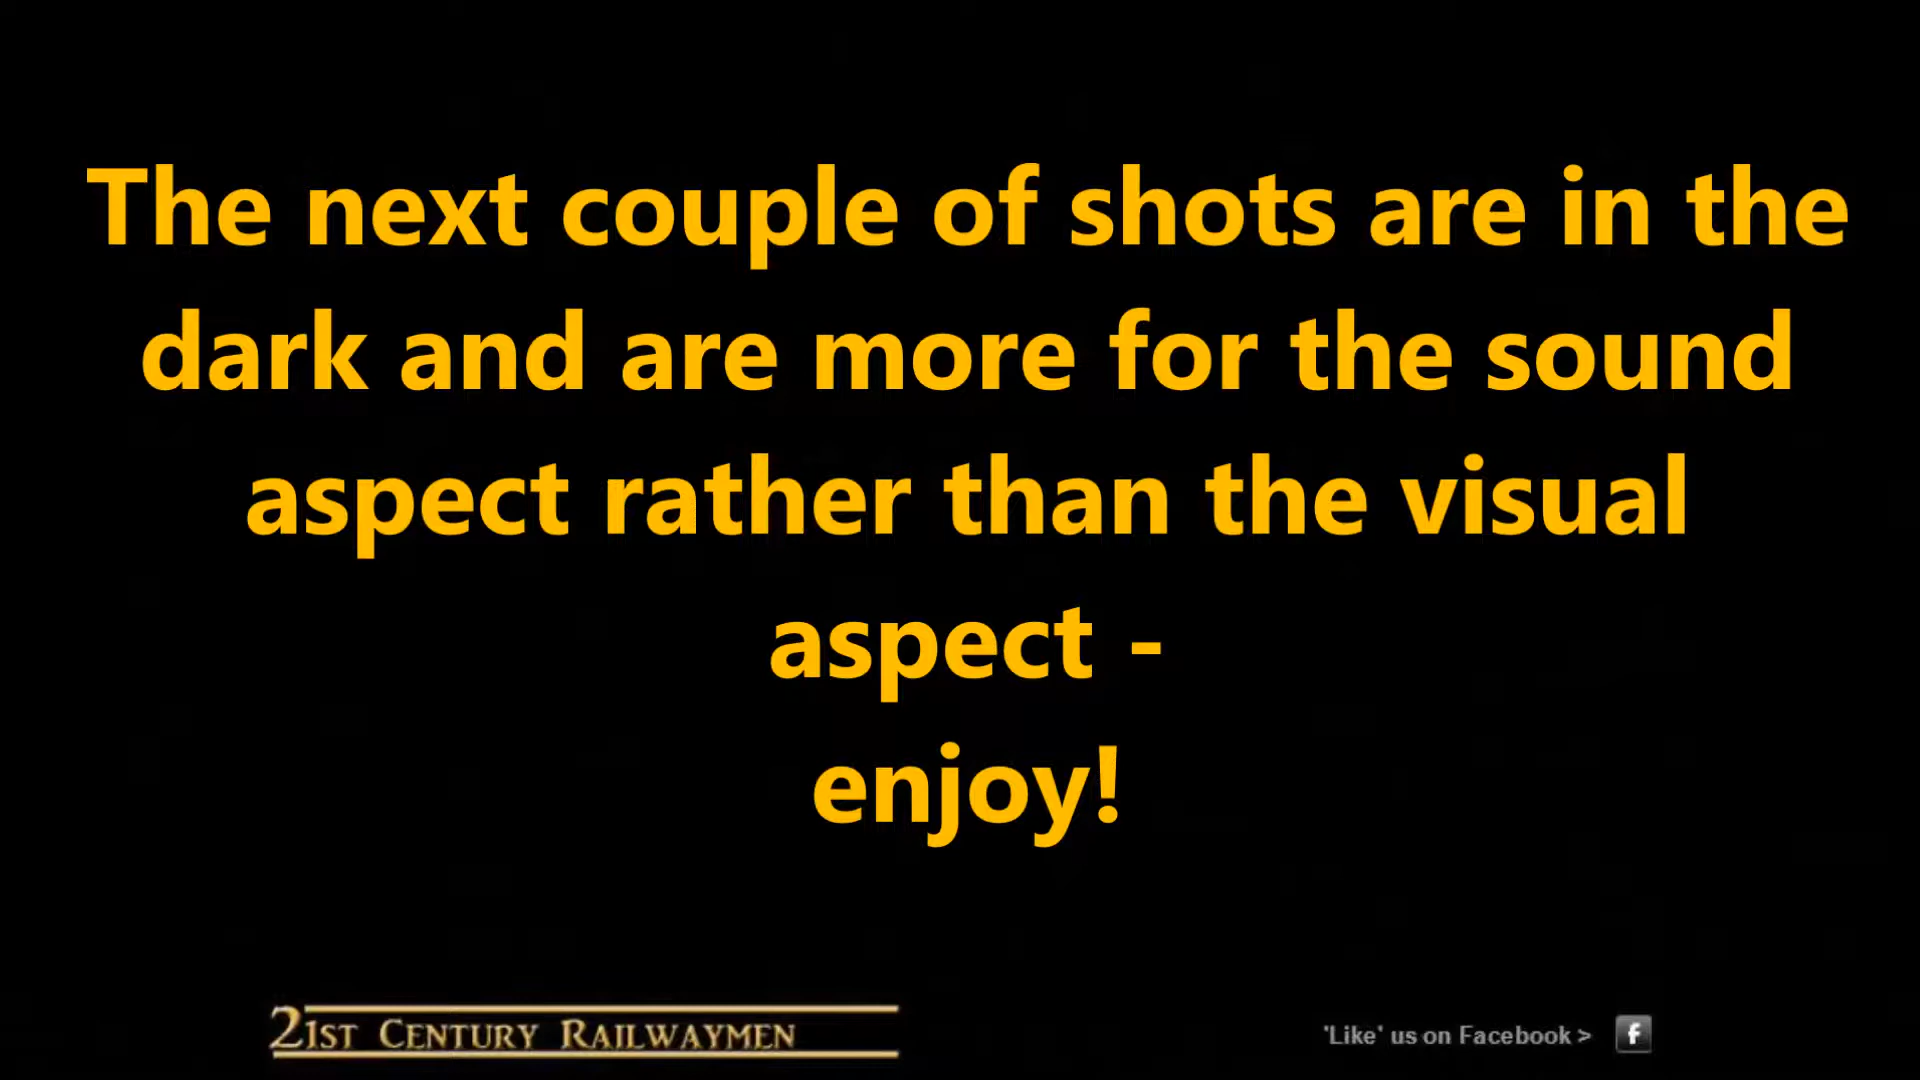 The next couple of shots are in the
dark and are more for the sound
aspect rather than the visual
aspect -
enjoy!
21st Century Railwaymen
'Like' us on Facebook >
f